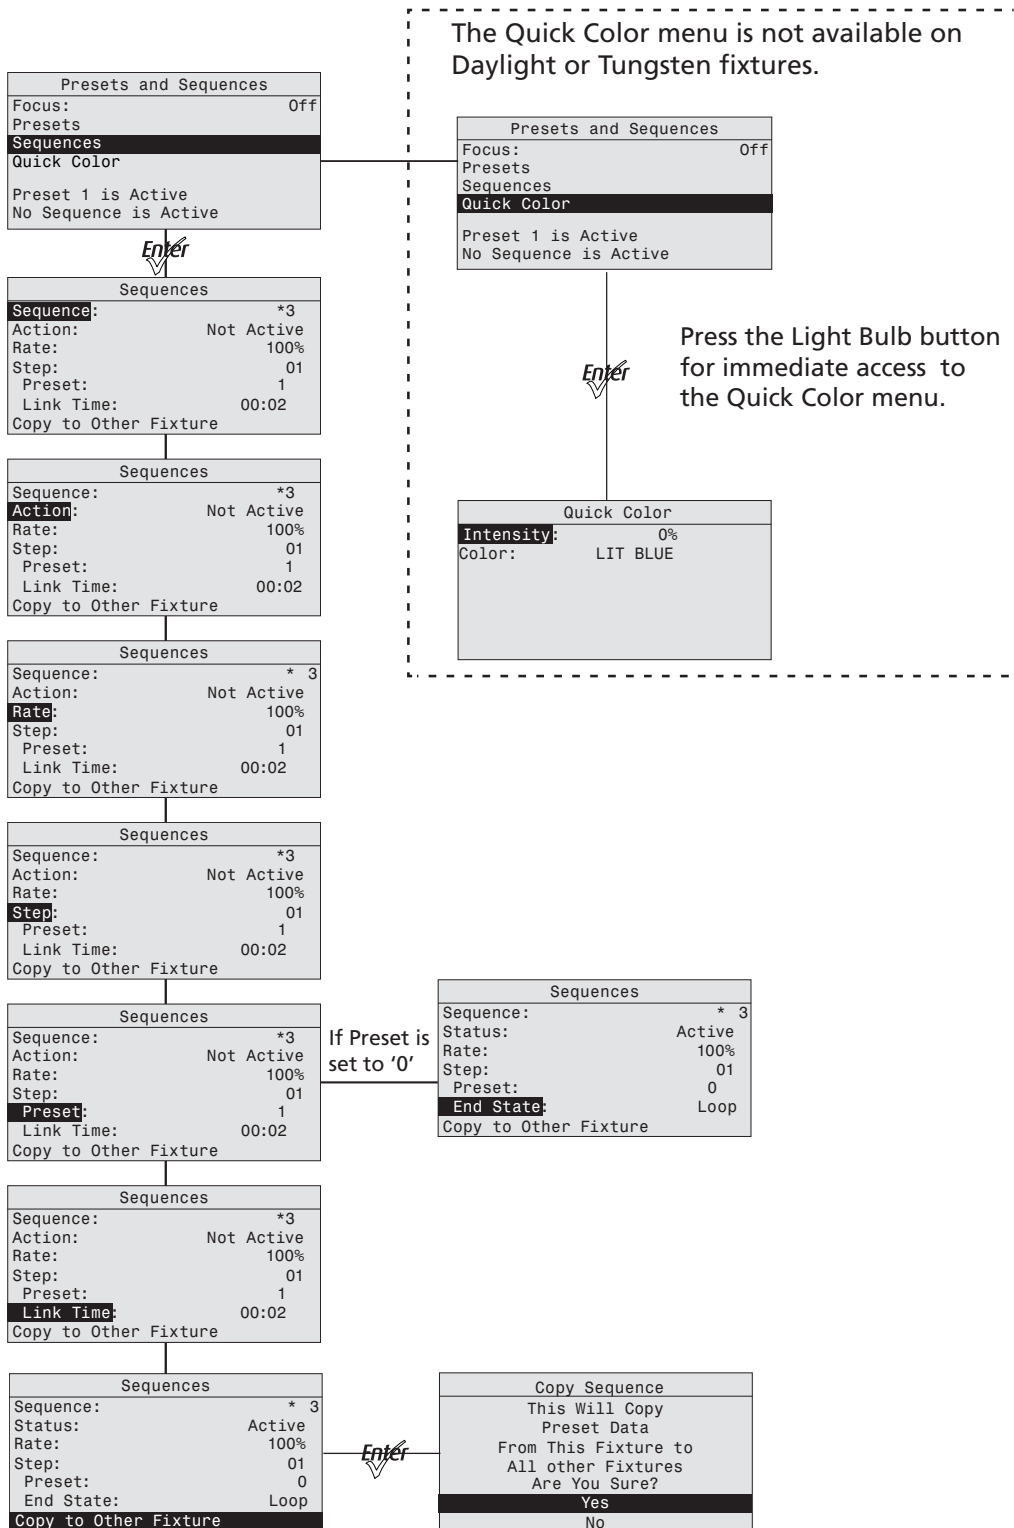 The Quick Color menu is not available on
Daylight or Tungsten fixtures.
Presets and Sequences
Focus: Off
Presets
Sequences
Quick Color
Preset 1 is Active
No Sequence is Active
Enter
Presets and Sequences
Focus: Off
Presets
Sequences
Quick Color
Preset 1 is Active
No Sequence is Active
Enter
Press the Light Bulb button
for immediate access to
the Quick Color menu.
Quick Color
Intensity: 0%
Color: LIT BLUE
Sequences
Sequence: *3
Action: Not Active
Rate: 100%
Step: 01
Preset: 1
Link Time: 00:02
Copy to Other Fixture
Sequences
Sequence: *3
Action: Not Active
Rate: 100%
Step: 01
Preset: 1
Link Time: 00:02
Copy to Other Fixture
Sequences
Sequence: * 3
Action: Not Active
Rate: 100%
Step: 01
Preset: 1
Link Time: 00:02
Copy to Other Fixture
Sequences
Sequence: *3
Action: Not Active
Rate: 100%
Step: 01
Preset: 1
Link Time: 00:02
Copy to Other Fixture
Sequences
Sequence: *3
Action: Not Active
Rate: 100%
Step: 01
Preset: 1
Link Time: 00:02
Copy to Other Fixture
If Preset is
set to ‘0’
Sequences
Sequence: * 3
Status: Active
Rate: 100%
Step: 01
Preset: 0
End State: Loop
Copy to Other Fixture
Sequences
Sequence: *3
Action: Not Active
Rate: 100%
Step: 01
Preset: 1
Link Time: 00:02
Copy to Other Fixture
Sequences
Sequence: * 3
Status: Active
Rate: 100%
Step: 01
Preset: 0
End State: Loop
Copy to Other Fixture
Enter
Copy Sequence
This Will Copy
Preset Data
From This Fixture to
All other Fixtures
Are You Sure?
Yes
No